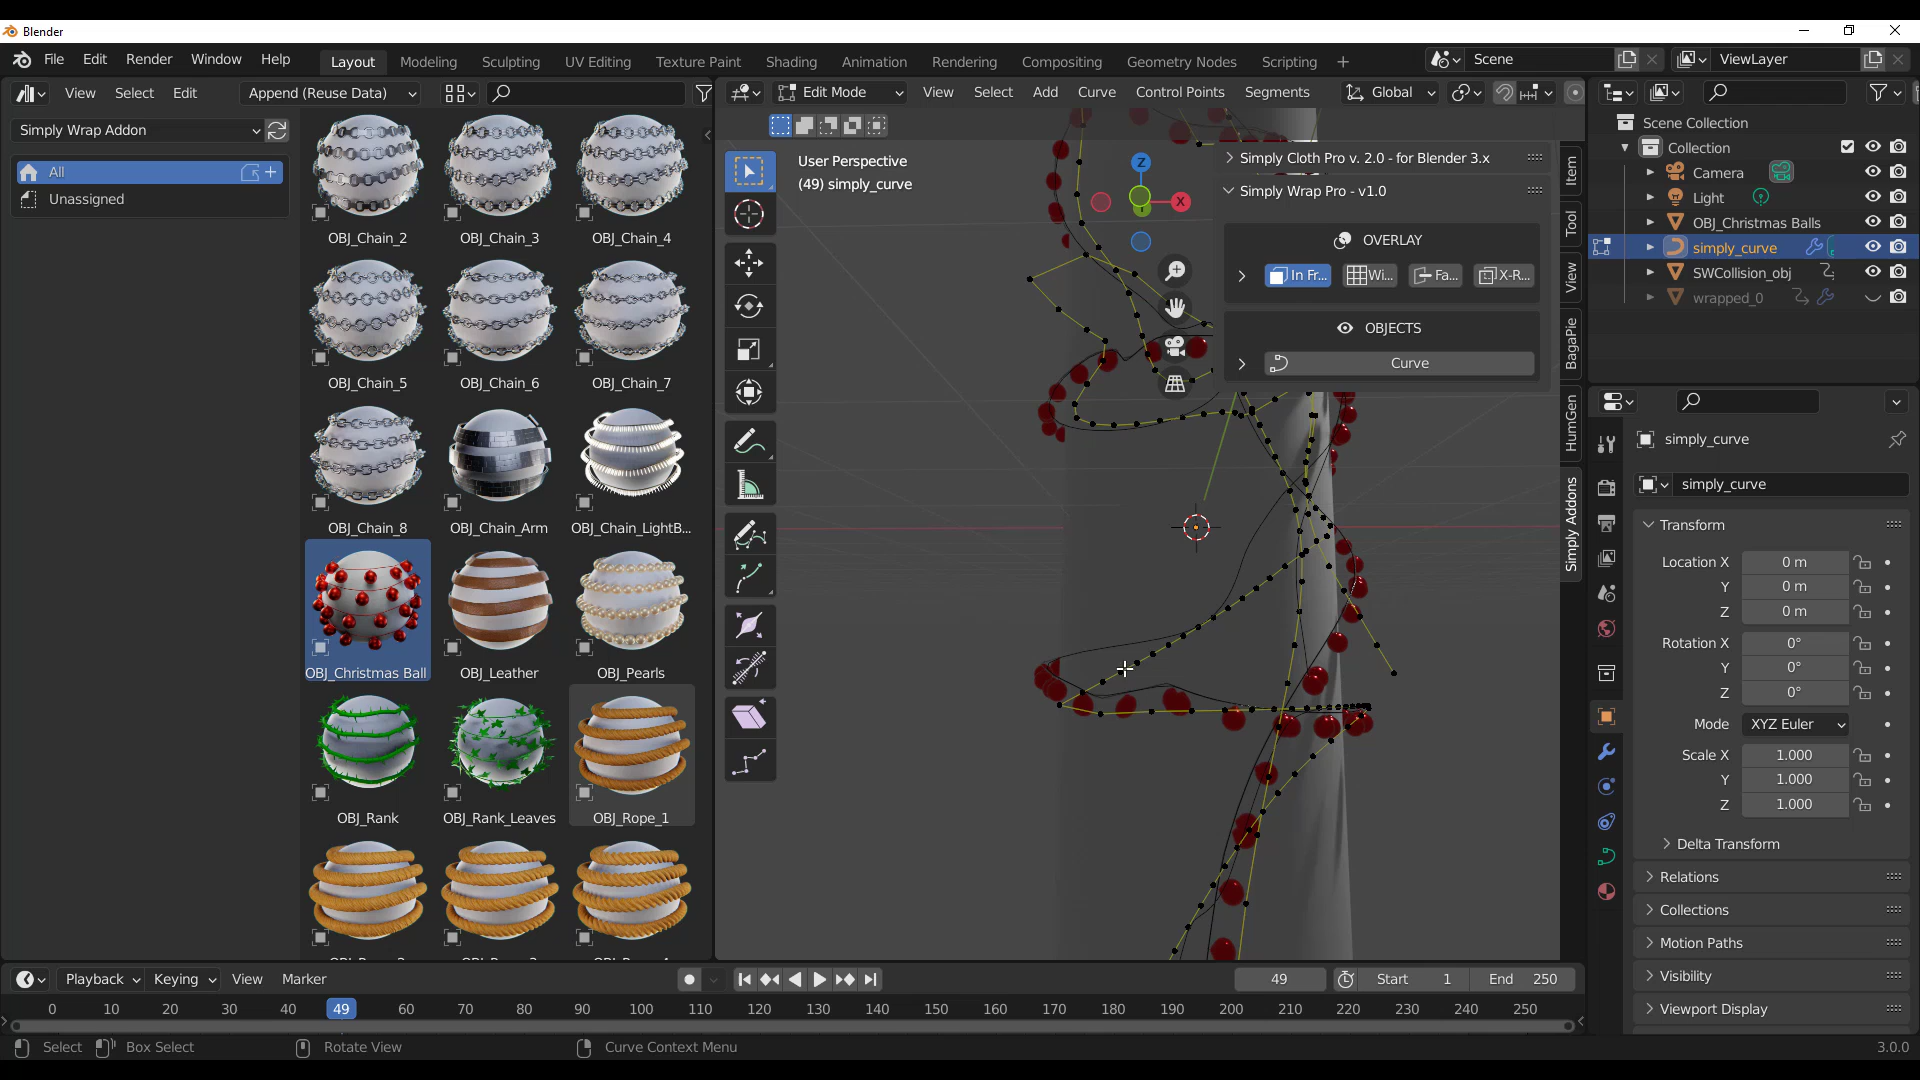 Blender
File Edit Render Window Help Layout Modeling Sculpting UV Editing Texture Paint Shading Animation Rendering Compositing Geometry Nodes Scripting + Scene ViewLayer
View Select Edit Append (Reuse Data)
Edit Mode View Select Add Curve Control Points Segments Global
Simply Wrap Addon
All
Unassigned
OBJ_Chain_2 OBJ_Chain_3 OBJ_Chain_4
OBJ_Chain_5 OBJ_Chain_6 OBJ_Chain_7
OBJ_Chain_8 OBJ_Chain_Arm OBJ_Chain_LightB...
OBJ_Christmas Ball OBJ_Leather OBJ_Pearls
OBJ_Rank OBJ_Rank_Leaves OBJ_Rope_1
User Perspective
(49) simply_curve
Z
X
Y
Simply Cloth Pro v. 2.0 - for Blender 3.x
Simply Wrap Pro - v1.0
OVERLAY
In Fr... Wi... Fa... X-R...
OBJECTS
Curve
Item
Tool
View
BagaPie
HumGen
Simply Addons
Scene Collection
Collection
Camera
Light
OBJ_Christmas Balls
simply_curve
SWCollision_obj
wrapped_0
simply_curve
simply_curve
Transform
Location X 0 m
Y 0 m
Z 0 m
Rotation X 0°
Y 0°
Z 0°
Mode XYZ Euler
Scale X 1.000
Y 1.000
Z 1.000
Delta Transform
Relations
Collections
Motion Paths
Visibility
Viewport Display
Playback Keying View Marker 49 Start 1 End 250
0 10 20 30 49 60 70 80 90 100 110 120 130 140 150 160 170 180 190 200 210 220 230 240 250
Select Box Select Rotate View Curve Context Menu 3.0.0